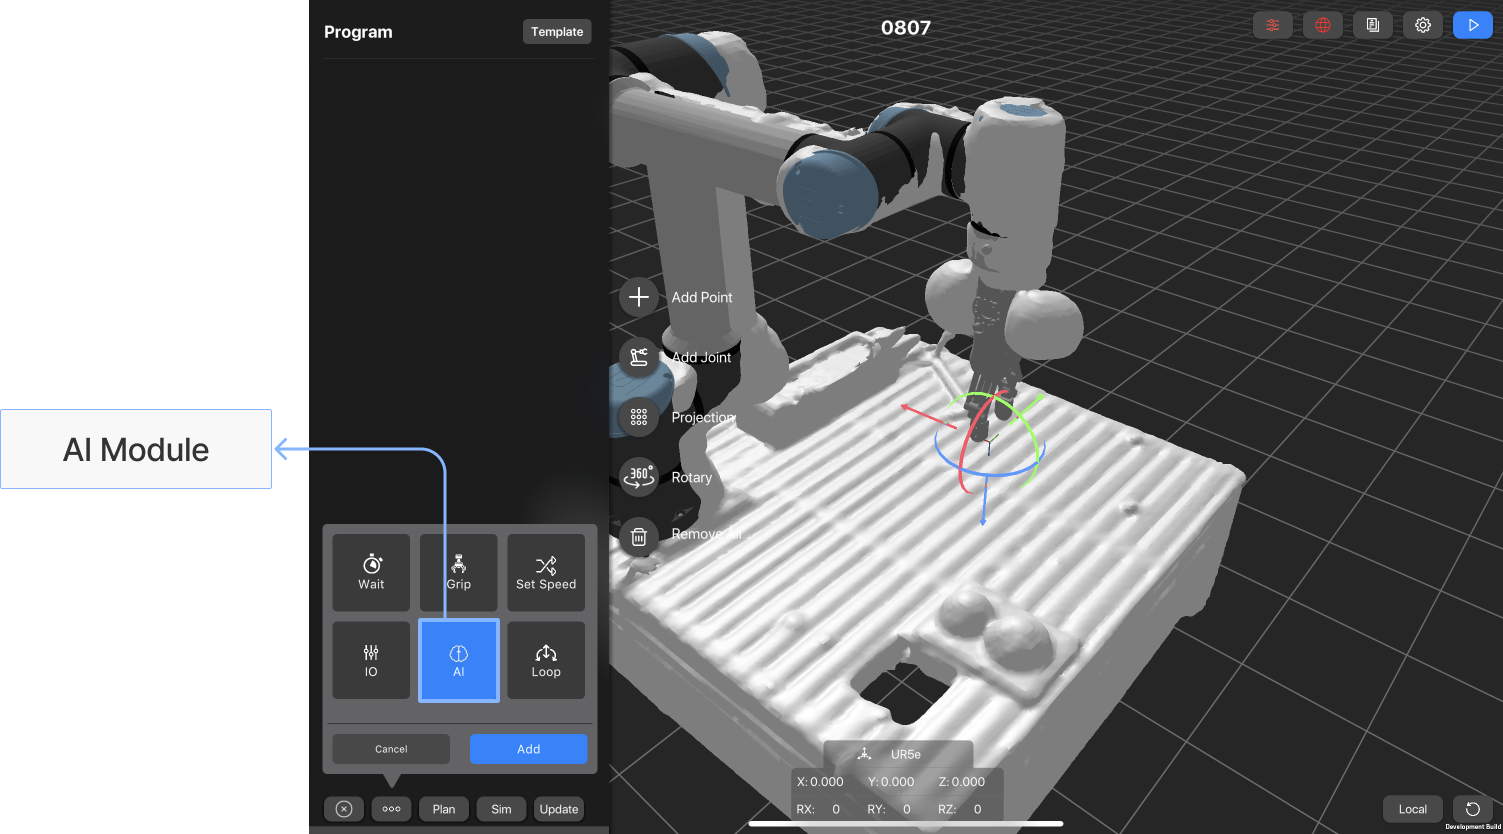 AI Module
Program
Template
Wait
Grip
Set Speed
IO
AI
Loop
Cancel
Add
Plan
Sim
Update
0807
Add Point
Add Joint
Projection
360°
Rotary
Remove All
UR5e
X: 0.000 Y: 0.000 Z: 0.000
RX: 0 RY: 0 RZ: 0
Local
Development Build